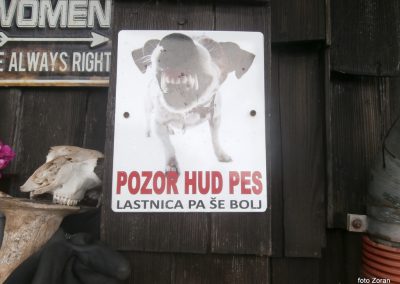 WOMEN
ALWAYS RIGHT
POZOR HUD PES
LASTNICA PA ŠE BOLJ
foto Zoran